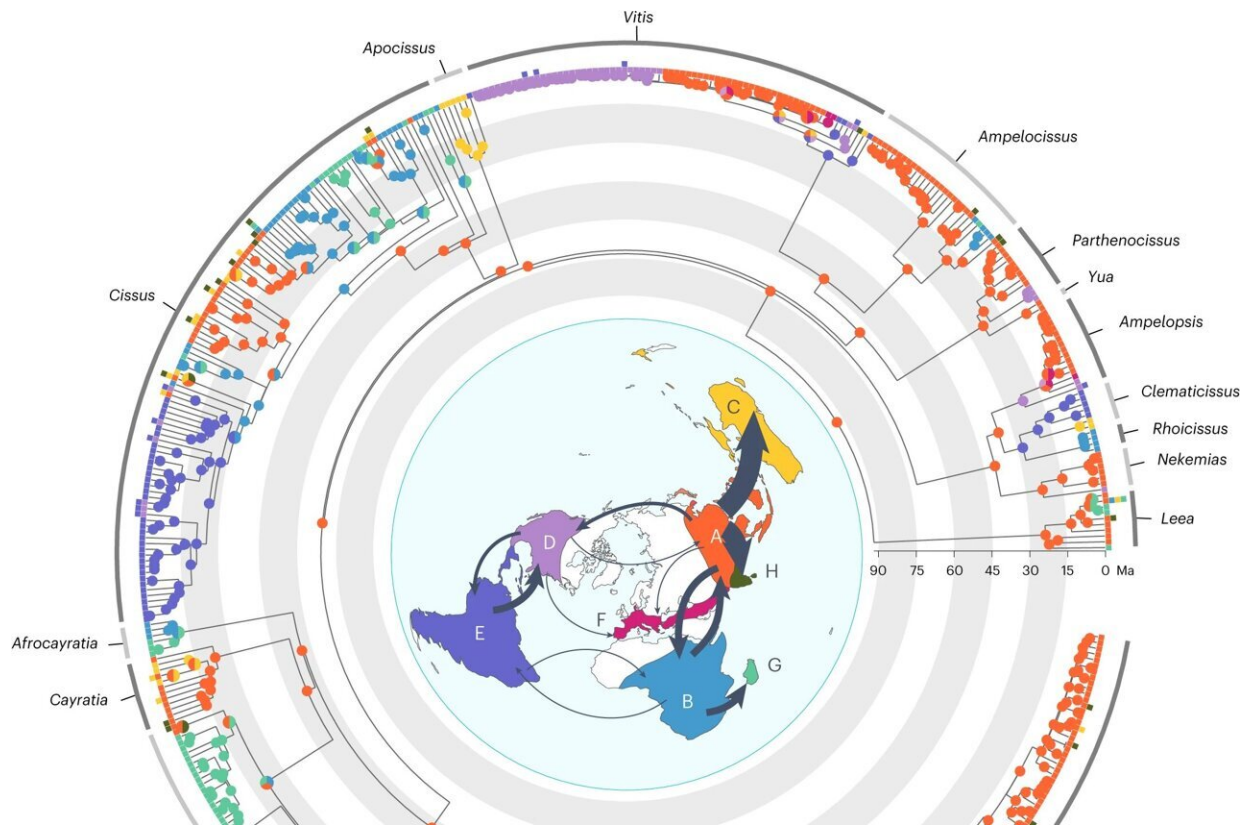 Vitis
Apocissus
Ampelocissus
Parthenocissus
Yua
Cissus
Ampelopsis
Clematicissus
Rhoicissus
Nekemias
Leea
C
A
D
H
F
E
G
B
90 75 60 45 30 15 0 Ma
Afrocayratia
Cayratia